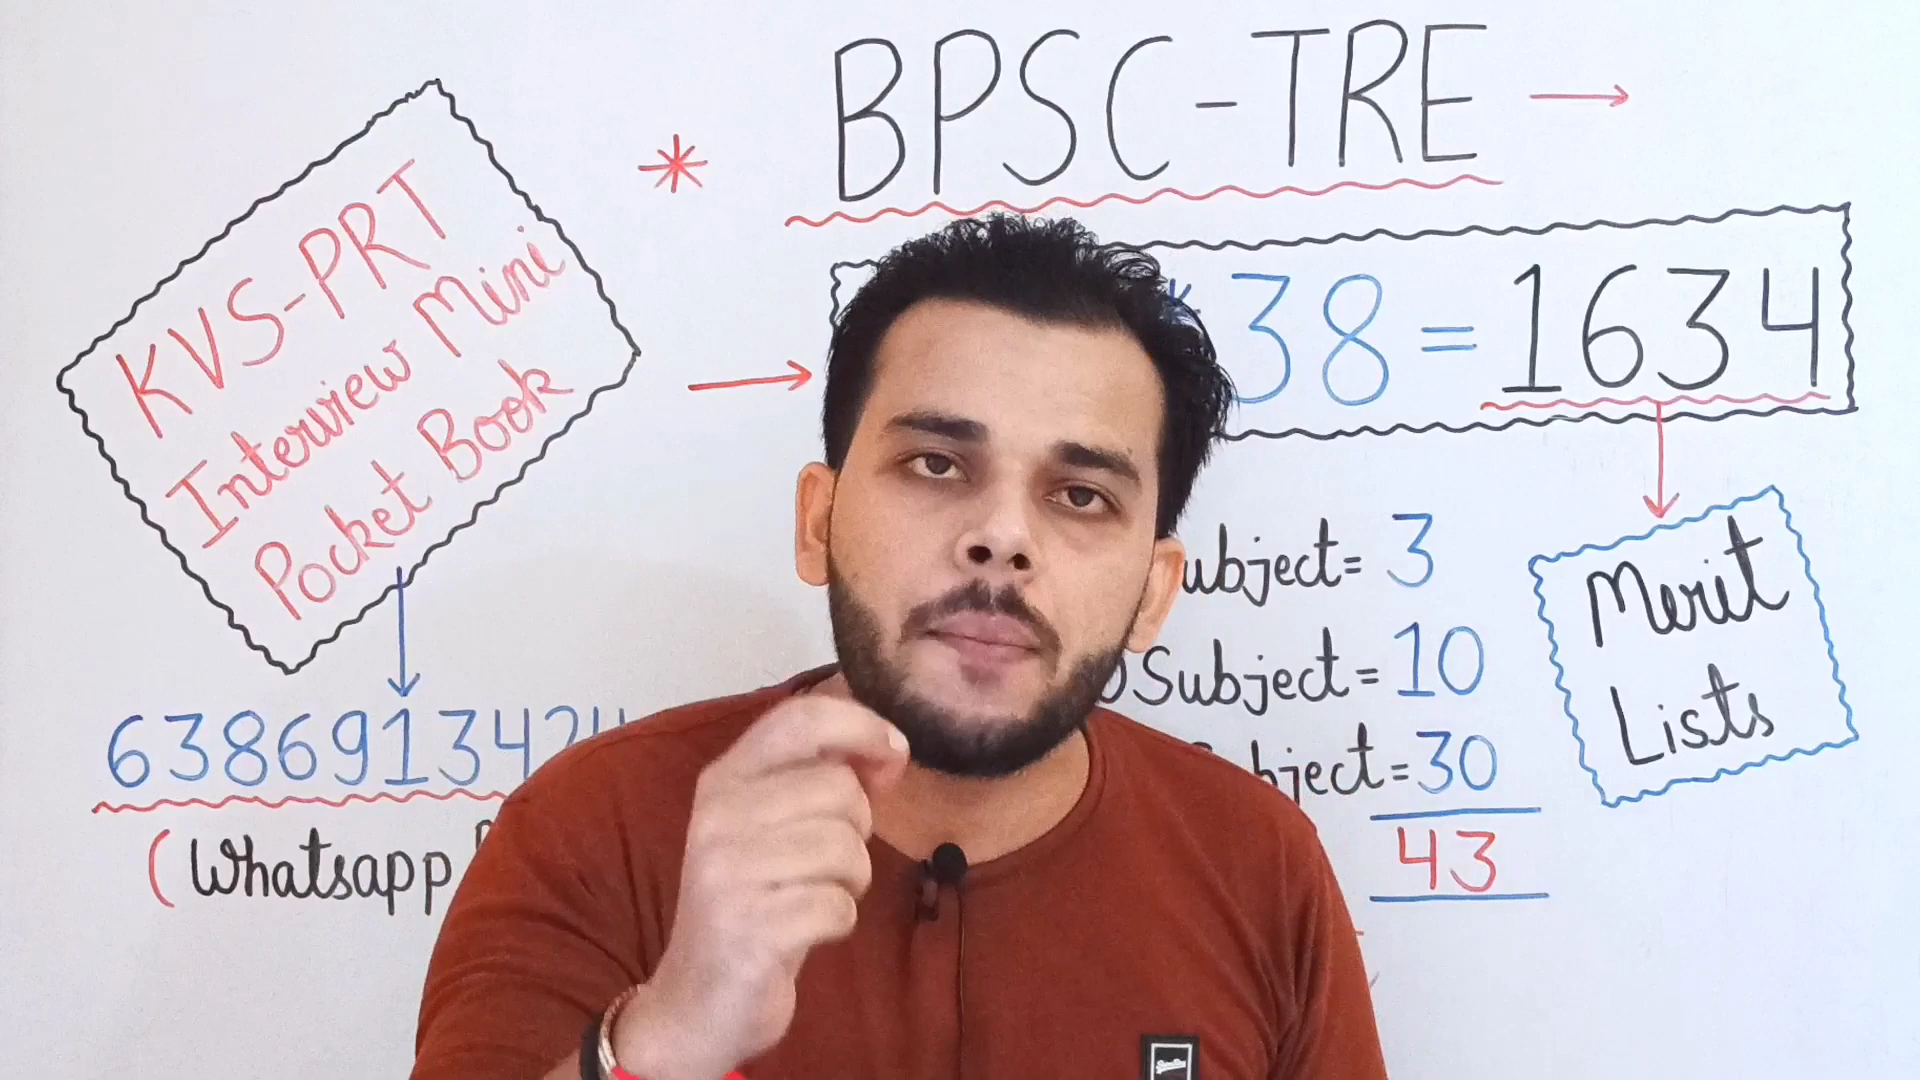 BPSC-TRE →
* 
KVS-PRT
Interview Mini
Pocket Book
38 = 1634
ubject= 3
Subject= 10
bject= 30
43
Merit
Lists
638691342
(Whatsapp